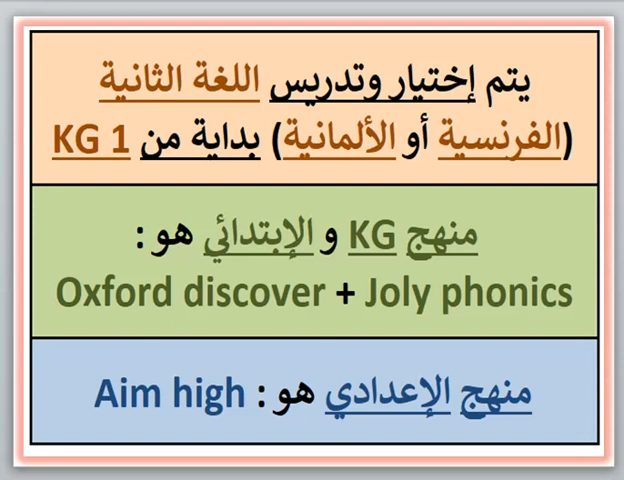 يتم إختيار وتدريس اللغة الثانية
(الفرنسية أو الألمانية) بداية من KG 1
منهج KG و الإبتدائي هو :
Oxford discover + Joly phonics
منهج الإعدادي هو : Aim high